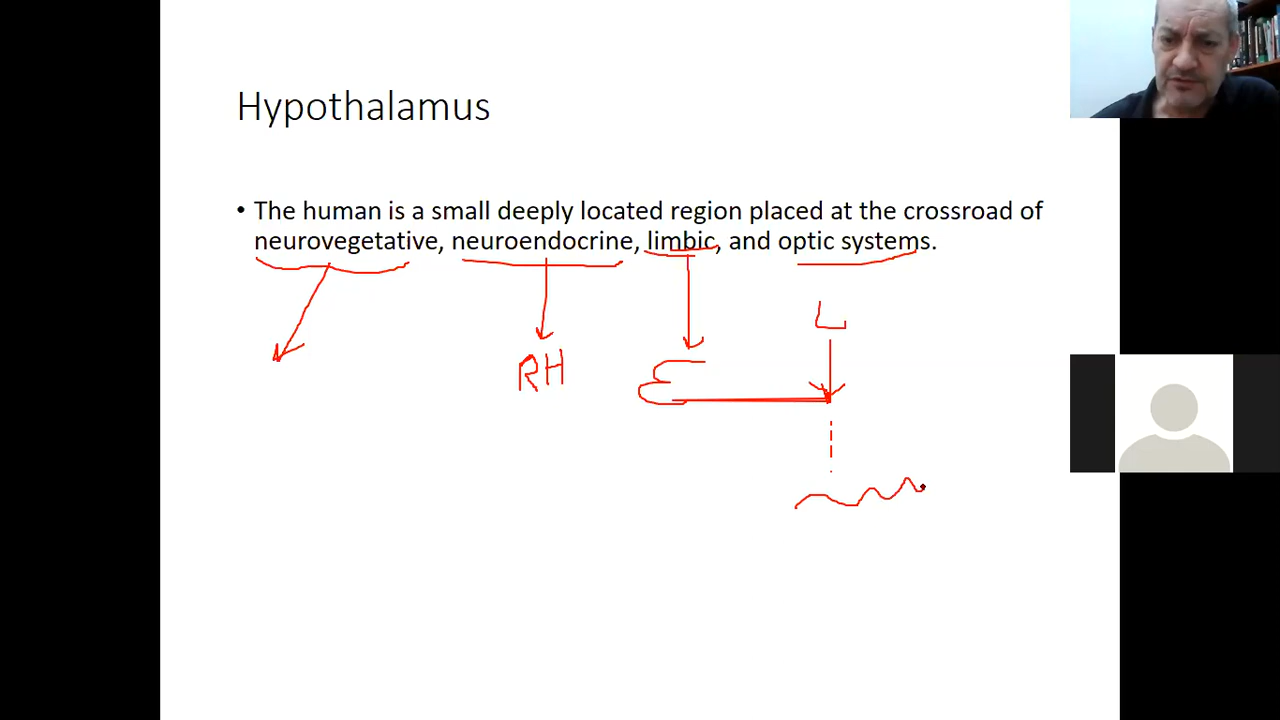 Hypothalamus
• The human is a small deeply located region placed at the crossroad of
neurovegetative, neuroendocrine, limbic, and optic systems.
L
RH
E